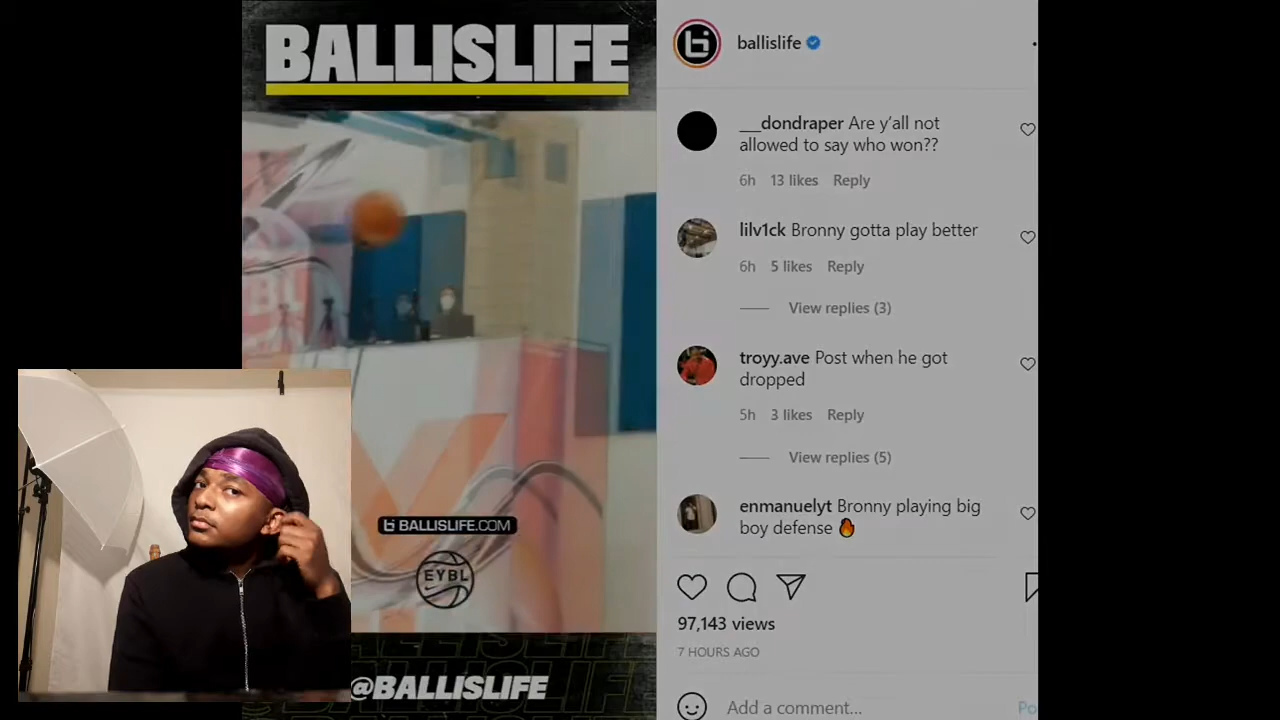 BALLISLIFE
BALLISLIFE.COM
EYBL
@BALLISLIFE
ballislife
___dondraper Are y’all not
allowed to say who won??
6h 13 likes Reply
lilv1ck Bronny gotta play better
6h 5 likes Reply
View replies (3)
troyy.ave Post when he got
dropped
5h 3 likes Reply
View replies (5)
enmanuelyt Bronny playing big
boy defense 🔥
97,143 views
7 HOURS AGO
Add a comment...
Po